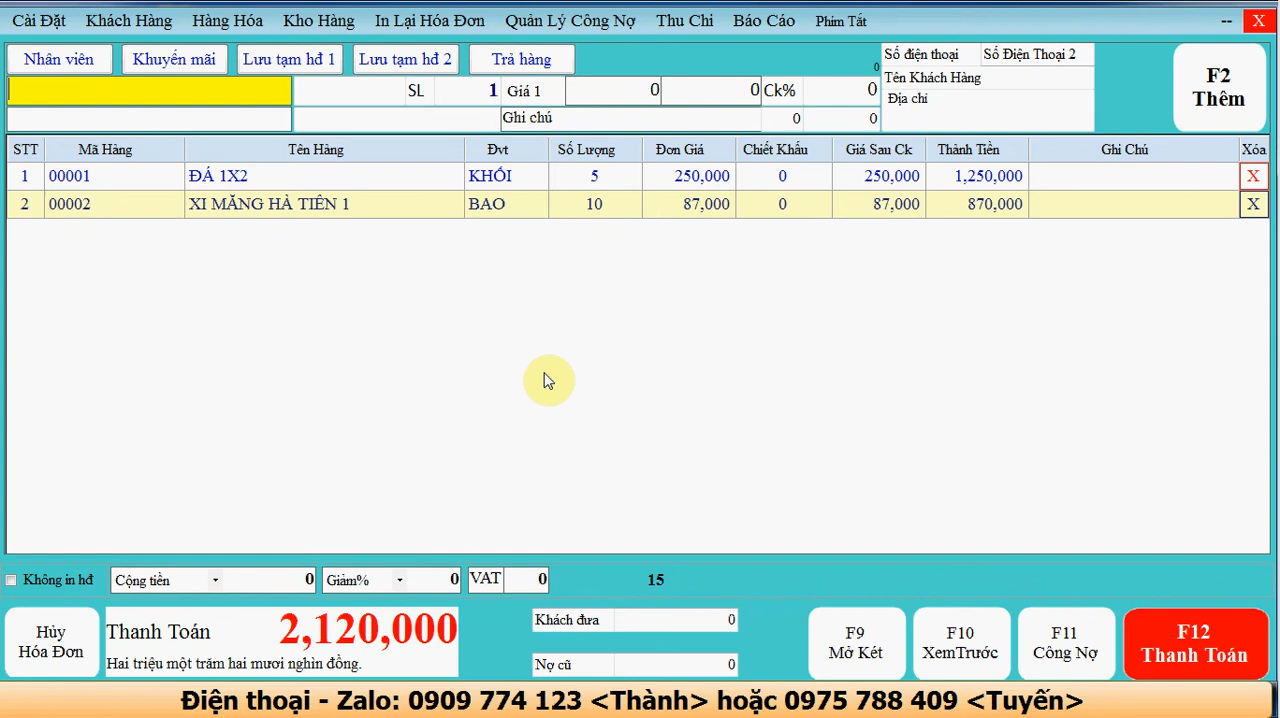 Cài Đặt Khách Hàng Hàng Hóa Kho Hàng In Lại Hóa Đơn Quản Lý Công Nợ Thu Chi Báo Cáo Phím Tắt -- X
Nhân viên Khuyến mãi Lưu tạm hđ 1 Lưu tạm hđ 2 Trả hàng 0 Số điện thoại Số Điện Thoại 2
Tên Khách Hàng
SL 1 Giá 1 0 0 Ck% 0 Địa chỉ
Ghi chú 0 0
F2
Thêm
STT Mã Hàng Tên Hàng Đvt Số Lượng Đơn Giá Chiết Khấu Giá Sau Ck Thành Tiền Ghi Chú Xóa
1 00001 ĐÁ 1X2 KHỐI 5 250,000 0 250,000 1,250,000 X
2 00002 XI MĂNG HÀ TIÊN 1 BAO 10 87,000 0 87,000 870,000 X
Không in hđ Cộng tiền 0 Giảm% 0 VAT 0 15
Hủy
Hóa Đơn
Thanh Toán 2,120,000
Hai triệu một trăm hai mươi nghìn đồng.
Khách đưa 0
Nợ cũ 0
F9
Mở Két
F10
XemTrước
F11
Công Nợ
F12
Thanh Toán
Điện thoại - Zalo: 0909 774 123 <Thành> hoặc 0975 788 409 <Tuyến>